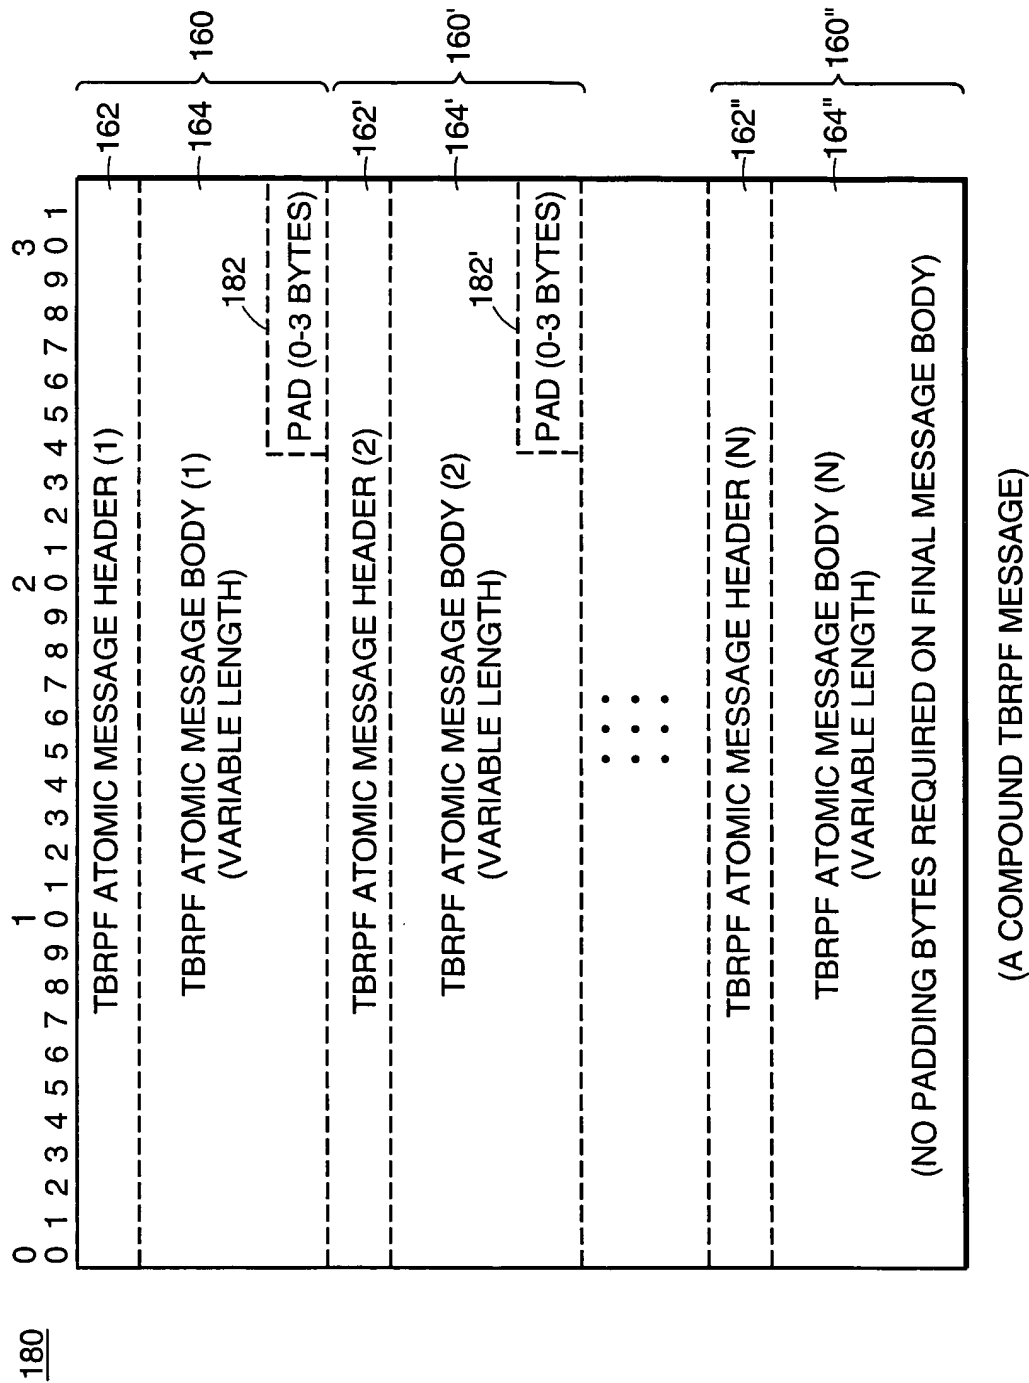 180
0 1 2 3
0 1 2 3 4 5 6 7 8 9 0 1 2 3 4 5 6 7 8 9 0 1 2 3 4 5 6 7 8 9 0 1
TBRPF ATOMIC MESSAGE HEADER (1) 162
TBRPF ATOMIC MESSAGE BODY (1) 164 160
(VARIABLE LENGTH) 182
PAD (0-3 BYTES)
TBRPF ATOMIC MESSAGE HEADER (2) 162'
TBRPF ATOMIC MESSAGE BODY (2) 164' 160'
(VARIABLE LENGTH) 182'
PAD (0-3 BYTES)
TBRPF ATOMIC MESSAGE HEADER (N) 162"
TBRPF ATOMIC MESSAGE BODY (N) 164" 160"
(VARIABLE LENGTH)
(NO PADDING BYTES REQUIRED ON FINAL MESSAGE BODY)
(A COMPOUND TBRPF MESSAGE)